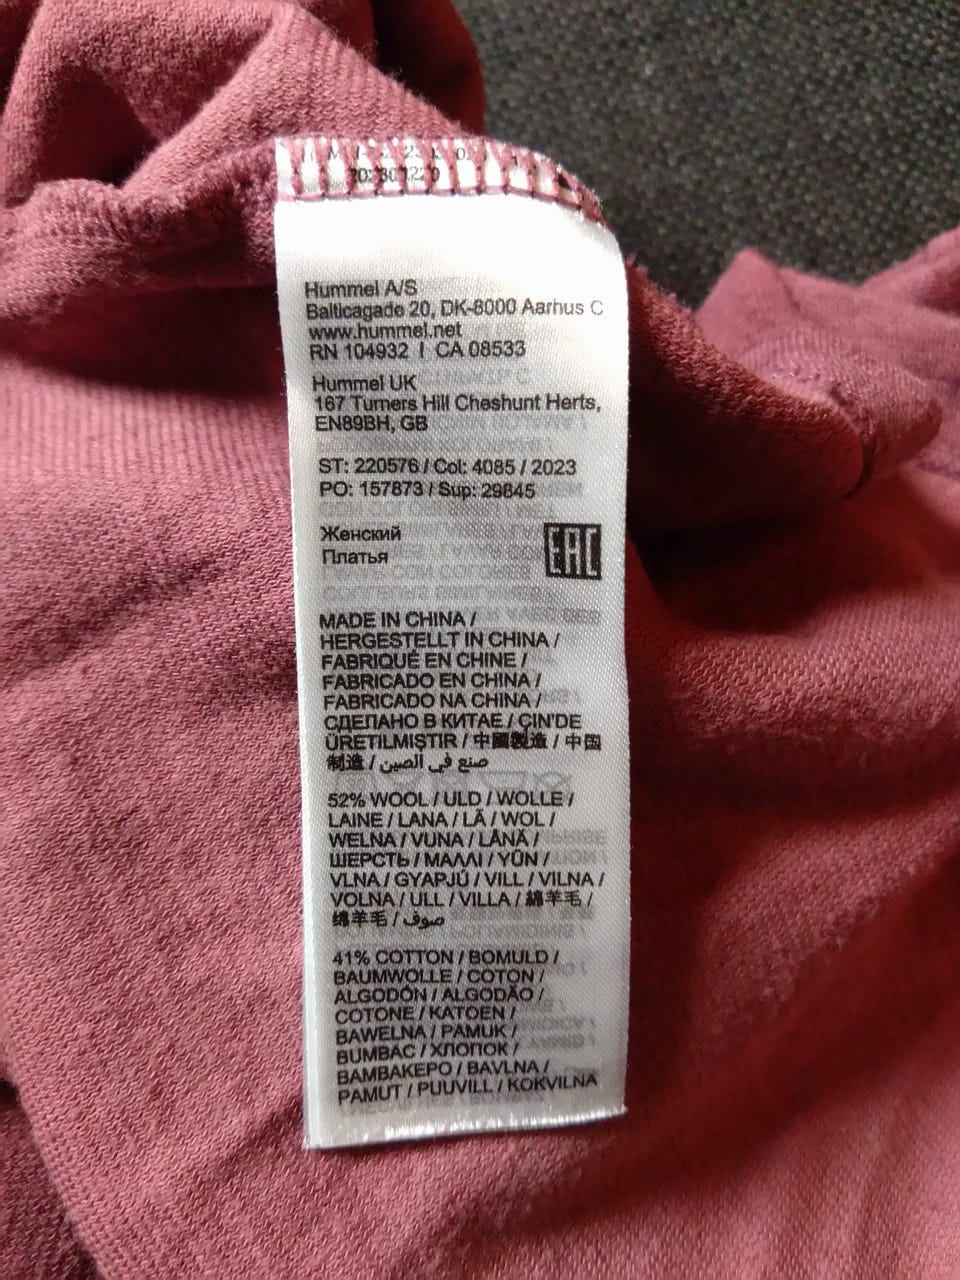 Hummel A/S
Balticagade 20, DK-8000 Aarhus C
www.hummel.net
RN 104932 I CA 08533
Hummel UK
167 Turners Hill Cheshunt Herts,
EN89BH, GB
ST: 220576 / Col: 4085 / 2023
PO: 157873 / Sup: 29845
Женский
Платья
EAC
MADE IN CHINA /
HERGESTELLT IN CHINA /
FABRIQUÉ EN CHINE /
FABRICADO EN CHINA /
FABRICADO NA CHINA /
СДЕЛАНО В КИТАЕ / ÇIN'DE
ÜRETILMIŞTIR / 中國製造 / 中国
制造 / صنع في الصين
52% WOOL / ULD / WOLLE /
LAINE / LANA / LÃ / WOL /
WELNA / VUNA / LÂNĂ /
ШЕРСТЬ / ΜΑΛΛΙ / YÜN /
VLNA / GYAPJÚ / VILL / VILNA /
VOLNA / ULL / VILLA / 綿羊毛 /
绵羊毛 / صوف
41% COTTON / BOMULD /
BAUMWOLLE / COTON /
ALGODÓN / ALGODÃO /
COTONE / KATOEN /
BAWELNA / PAMUK /
BUMBAC / ХЛОПОК /
ΒΑΜΒΑΚΕΡΟ / BAVLNA /
PAMUT / PUUVILL / KOKVILNA